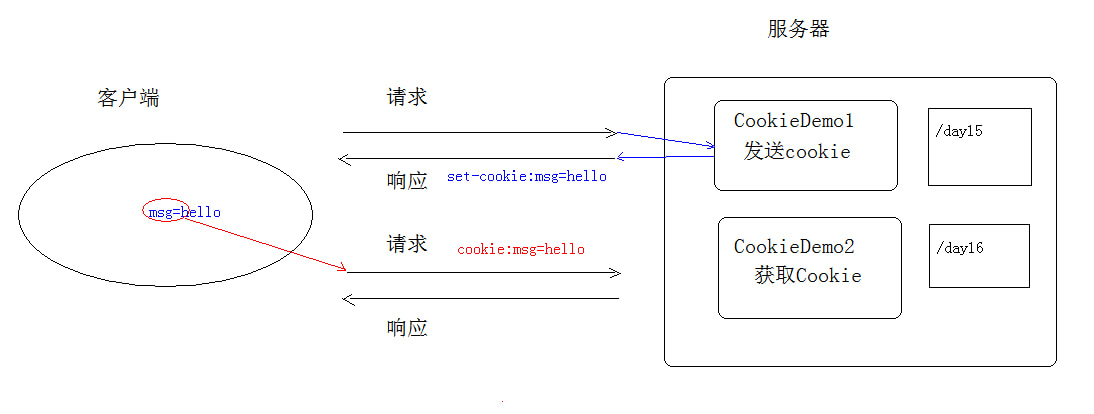 服务器
客户端
请求
CookieDemo1
发送cookie
/day15
响应
set-cookie:msg=hello
msg=hello
请求
cookie:msg=hello
CookieDemo2
获取Cookie
/day16
响应